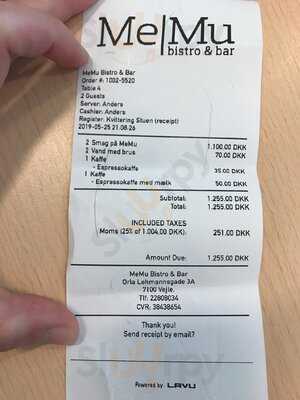 Me|Mu
bistro & bar
MeMu Bistro & Bar
Order #: 1002-5520
Table 4
2 Guests
Server: Anders
Cashier: Anders
Register: Kvittering Stuen (receipt)
2019-05-25 21.08.26
2 Smag på MeMu 1.100.00 DKK
2 Vand med brus 70.00 DKK
1 Kaffe
- Espressokaffe 35.00 DKK
1 Kaffe
- Espressokaffe med mælk 50.00 DKK
Subtotal: 1.255.00 DKK
Total: 1.255.00 DKK
INCLUDED TAXES
Moms (25% of 1.004,00 DKK): 251.00 DKK
Amount Due: 1.255.00 DKK
MeMu Bistro & Bar
Orla Lehmannsgade 3A
7100 Vejle,
Tlf: 22808034
CVR: 38438654
Thank you!
Send receipt by email?
Powered by LAVU